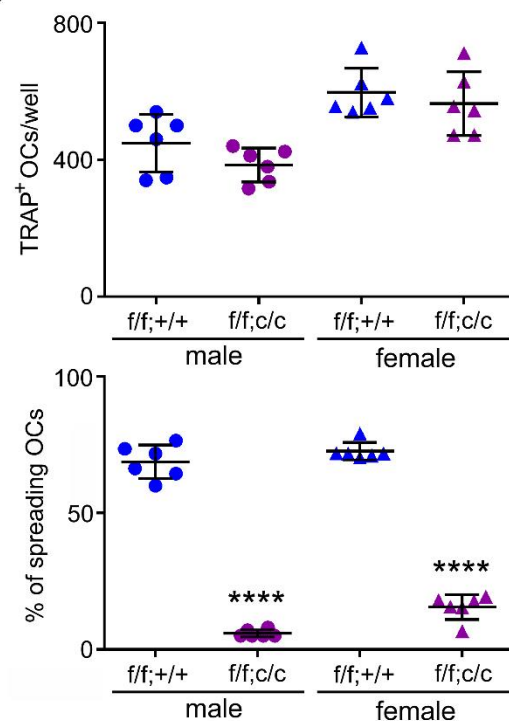 800
TRAP+ OCs/well
400
0
f/f;+/+ f/f;c/c f/f;+/+ f/f;c/c
male female
100
% of spreading OCs
50
****
****
0
f/f;+/+ f/f;c/c f/f;+/+ f/f;c/c
male female